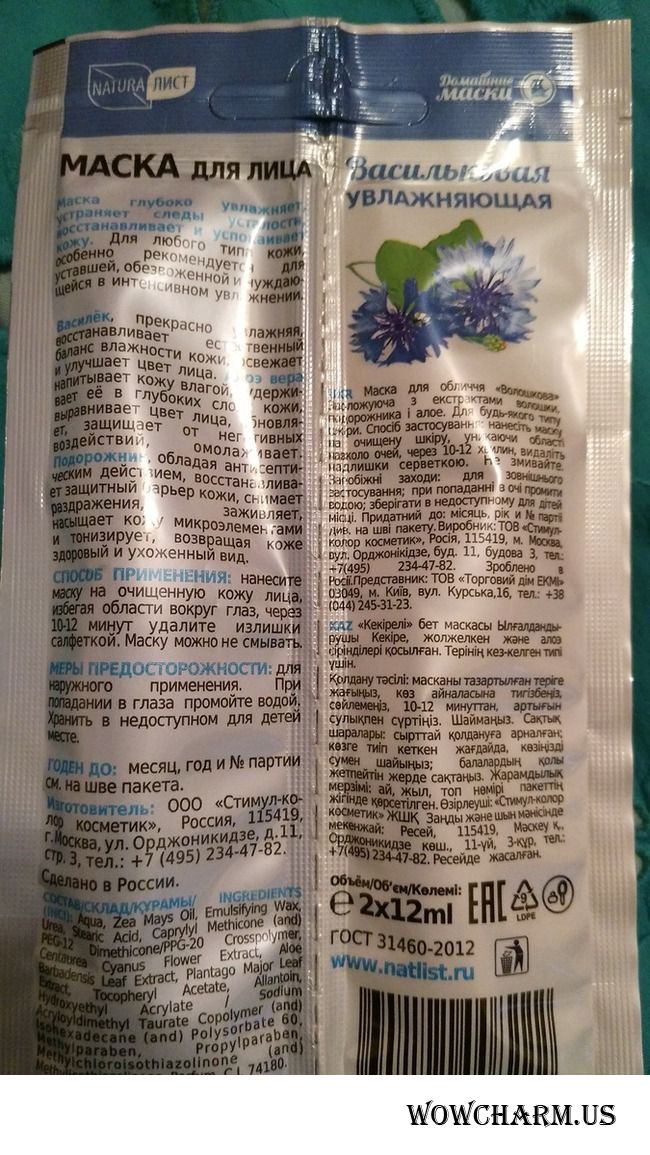 NATURA ЛИСТ
Домашние
маски
МАСКА ДЛЯ ЛИЦА
Маска глубоко увлажняет,
устраняет следы усталости,
восстанавливает и успокаивает
кожу. Для любого типа кожи,
особенно рекомендуется для
уставшей, обезвоженной и нуждаю-
щейся в интенсивном увлажнении.
Василёк, прекрасно увлажняя,
восстанавливает естественный
баланс влажности кожи, освежает
и улучшает цвет лица. Алоэ вера
напитывает кожу влагой, удержи-
вает её в глубоких слоях кожи,
выравнивает цвет лица, обновля-
ет, защищает от негативных
воздействий, омолаживает.
Подорожник, обладая антисепти-
ческим действием, восстанавлива-
ет защитный барьер кожи, снимает
раздражения, заживляет,
насыщает кожу микроэлементами
и тонизирует, возвращая коже
здоровый и ухоженный вид.
СПОСОБ ПРИМЕНЕНИЯ: нанесите
маску на очищенную кожу лица,
избегая области вокруг глаз, через
10-12 минут удалите излишки
салфеткой. Маску можно не смывать.
МЕРЫ ПРЕДОСТОРОЖНОСТИ: для
наружного применения. При
попадании в глаза промойте водой.
Хранить в недоступном для детей
месте.
ГОДЕН ДО: месяц, год и № партии
см. на шве пакета.
Изготовитель: ООО «Стимул-ко-
лор косметик», Россия, 115419,
г.Москва, ул. Орджоникидзе, д.11,
стр. 3, тел.: +7 (495) 234-47-82.
Сделано в России.
СОСТАВ/СКЛАД/ҚҰРАМЫ/ INGREDIENTS
(INCI): Aqua, Zea Mays Oil, Emulsifying Wax,
Urea, Stearic Acid, Caprylyl Methicone (and)
PEG-12 Dimethicone/PPG-20 Crosspolymer,
Centaurea Cyanus Flower Extract, Aloe
Barbadensis Leaf Extract, Plantago Major Leaf
Extract, Tocopheryl Acetate, Allantoin,
Hydroxyethyl Acrylate / Sodium
Acryloyldimethyl Taurate Copolymer (and)
Isohexadecane (and) Polysorbate 60,
Methylparaben, Propylparaben,
Methylchloroisothiazolinone (and)
Parfum C.I. 74180.
Васильковая
УВЛАЖНЯЮЩАЯ
UKR Маска для обличчя «Волошкова»
зволожуюча з екстрактами волошки,
подорожника і алое. Для будь-якого типу
шкіри. Спосіб застосування: нанесіть маску
на очищену шкіру, уникаючи області
навколо очей, через 10-12 хвилин, видаліть
надлишки серветкою. Не змивайте.
Запобіжні заходи: для зовнішнього
застосування; при попаданні в очі промити
водою; зберігати в недоступному для дітей
місці. Придатний до: місяць, рік и № партії
див. на шві пакету. Виробник: ТОВ «Стимул-
колор косметик», Росія, 115419, м. Москва,
вул. Орджонікідзе, буд. 11, будова 3, тел.:
+7(495) 234-47-82. Зроблено в
Росії.Представник: ТОВ «Торговий дім ЕКМІ»
03049, м. Київ, вул. Курська,16, тел.: +38
(044) 245-31-23.
KAZ «Кекірелі» бет маскасы Ылғалданды-
рушы Кекіре, жолжелкен және алоэ
сірінділері қосылған. Терінің кез-келген типі
үшін.
Қолдану тәсілі: масканы тазартылған теріге
жағыңыз, көз айналасына тигізбеңіз,
сөйлемеңіз, 10-12 минуттан, артығын
сулықпен сүртіңіз. Шаймаңыз. Сақтық
шаралары: сырттай қолдануға арналған;
көзге тиіп кеткен жағдайда, көзіңізді
сумен шайыңыз; балалардың қолы
жетпейтін жерде сақтаңыз. Жарамдылық
мерзімі: ай, жыл, топ нөмірі пакеттің
жігінде көрсетілген. Өзірлеуші: «Стимул-колор
косметик» ЖШҚ Заңды және шын мәнісінде
мекенжай: Ресей, 115419, Мәскеу қ.,
Орджоникидзе көш., 11-үй, 3-құр, тел.:
+7(495) 234-47-82. Ресейде жасалған.
Объём/Об'єм/Көлемі:
e 2x12ml EAC 9 LDPE
ГОСТ 31460-2012
www.natlist.ru
WOWCHARM.US